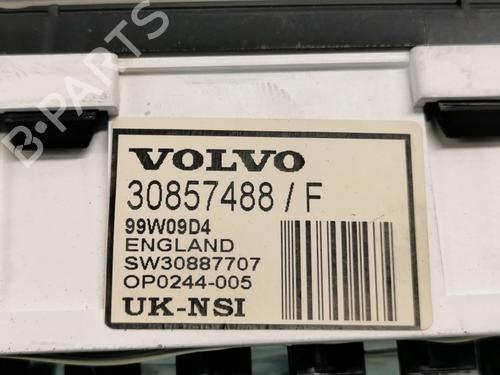 B-PARTS
VOLVO
30857488 / F
99W09D4
ENGLAND
SW30887707
OP0244-005
UK-NSI